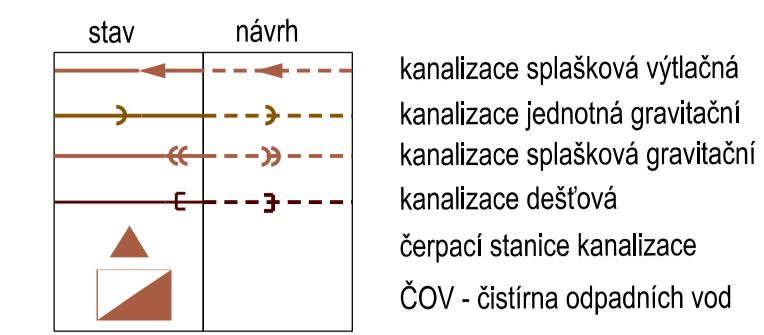 stav návrh
kanalizace splašková výtlačná
kanalizace jednotná gravitační
kanalizace splašková gravitační
kanalizace dešťová
čerpací stanice kanalizace
ČOV - čistírna odpadních vod